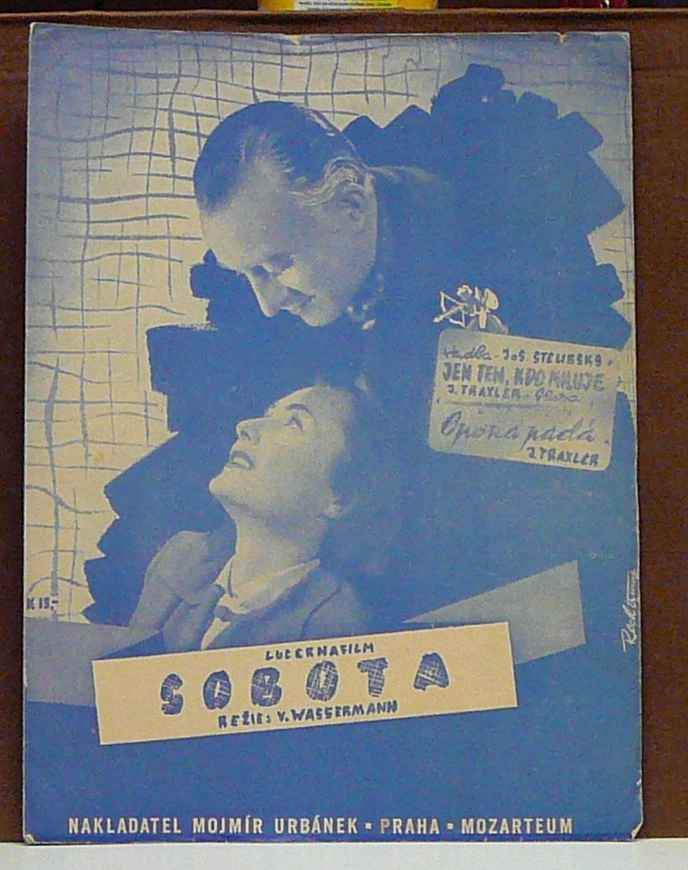 Hudba - JOS. STELIBSKÝ.
JEN TEN, KDO MILUJE
J. TRAXLER -
Opona padá.
J. TRAXLER
K 15,-
LUCERNAFILM
SOBOTA
REŽIE: V. WASSERMANN
NAKLADATEL MOJMÍR URBÁNEK ▪ PRAHA ▪ MOZARTEUM